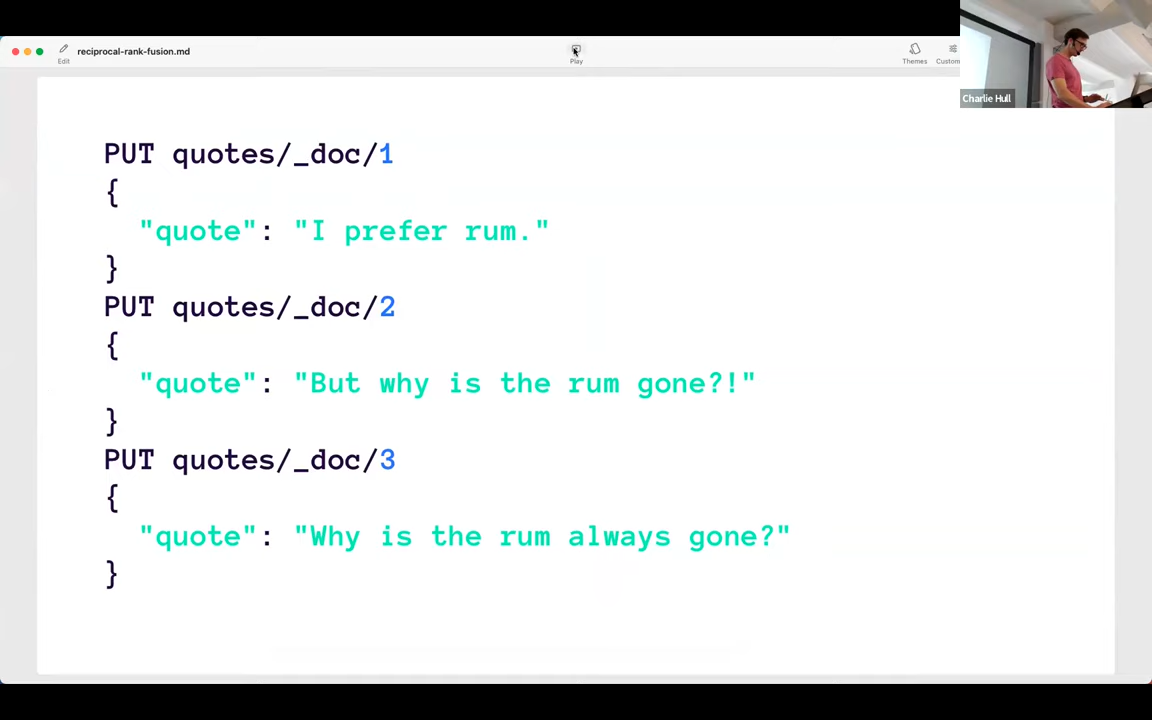 reciprocal-rank-fusion.md
Edit
Play
Themes
Custom
Charlie Hull
PUT quotes/_doc/1
{
"quote": "I prefer rum."
}
PUT quotes/_doc/2
{
"quote": "But why is the rum gone?!"
}
PUT quotes/_doc/3
{
"quote": "Why is the rum always gone?"
}